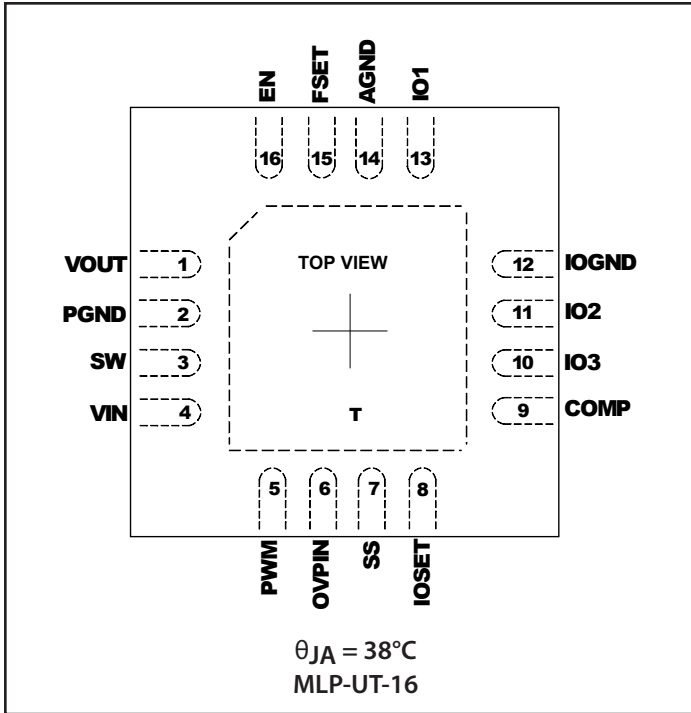 EN FSET AGND IO1
16 15 14 13
VOUT 1
PGND 2
SW 3
VIN 4
TOP VIEW
T
12 IOGND
11 IO2
10 IO3
9 COMP
5 6 7 8
PWM OVPIN SS IOSET
θJA = 38°C
MLP-UT-16